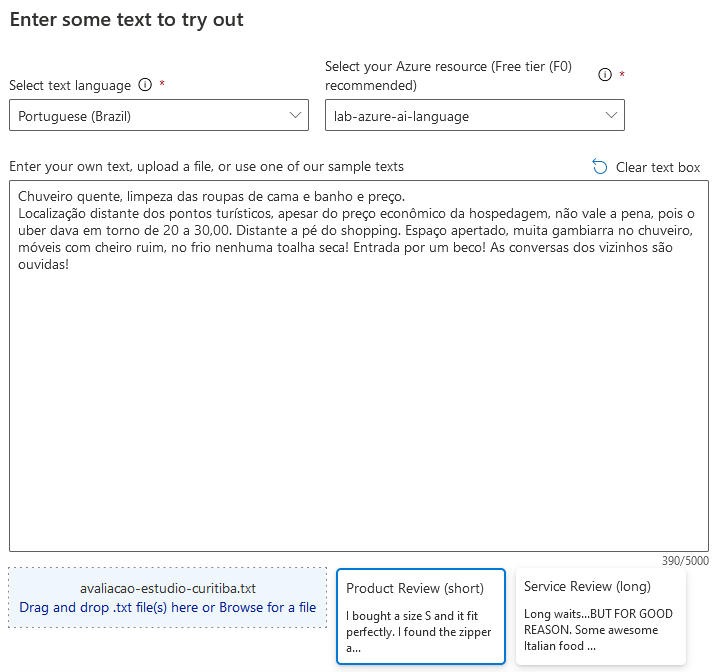 Enter some text to try out
Select text language *
Select your Azure resource (Free tier (F0)
recommended) *
Portuguese (Brazil)
lab-azure-ai-language
Enter your own text, upload a file, or use one of our sample texts
Clear text box
Chuveiro quente, limpeza das roupas de cama e banho e preço.
Localização distante dos pontos turísticos, apesar do preço econômico da hospedagem, não vale a pena, pois o
uber dava em torno de 20 a 30,00. Distante a pé do shopping. Espaço apertado, muita gambiarra no chuveiro,
móveis com cheiro ruim, no frio nenhuma toalha seca! Entrada por um beco! As conversas dos vizinhos são
ouvidas!
390/5000
avaliacao-estudio-curitiba.txt
Drag and drop .txt file(s) here or Browse for a file
Product Review (short)
I bought a size S and it fit
perfectly. I found the zipper
a...
Service Review (long)
Long waits...BUT FOR GOOD
REASON. Some awesome
Italian food ...